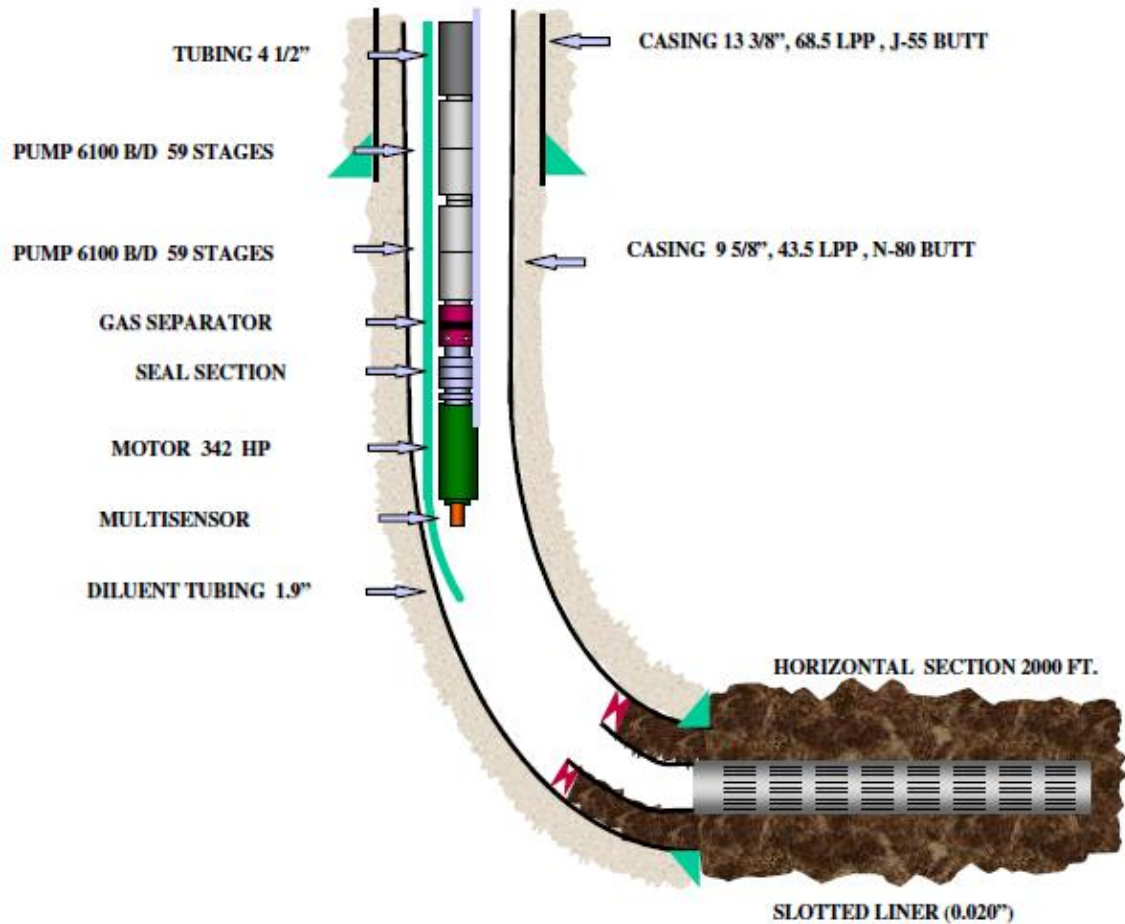 TUBING 4 1/2”
CASING 13 3/8”, 68.5 LPP , J-55 BUTT
PUMP 6100 B/D 59 STAGES
PUMP 6100 B/D 59 STAGES
CASING 9 5/8”, 43.5 LPP , N-80 BUTT
GAS SEPARATOR
SEAL SECTION
MOTOR 342 HP
MULTISENSOR
DILUENT TUBING 1.9”
HORIZONTAL SECTION 2000 FT.
SLOTTED LINER (0.020”)